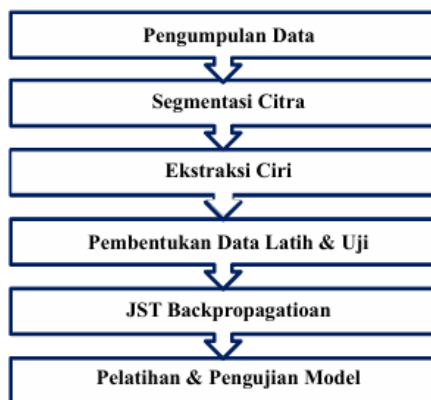 Pengumpulan Data
Segmentasi Citra
Ekstraksi Ciri
Pembentukan Data Latih & Uji
JST Backpropagatioan
Pelatihan & Pengujian Model